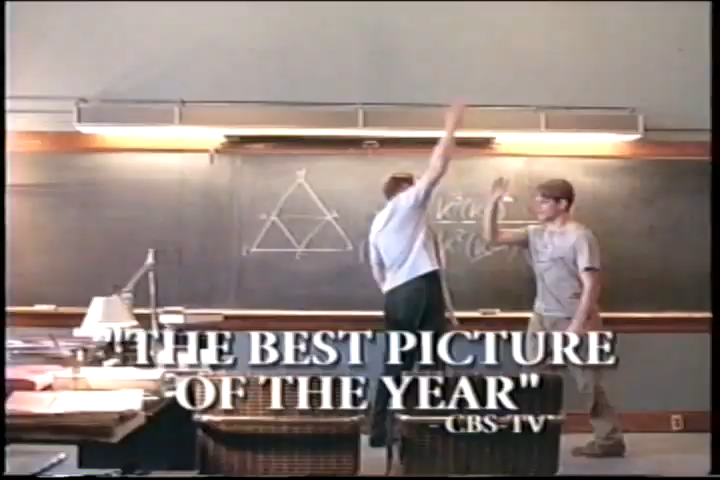 "THE BEST PICTURE
OF THE YEAR"
- CBS-TV